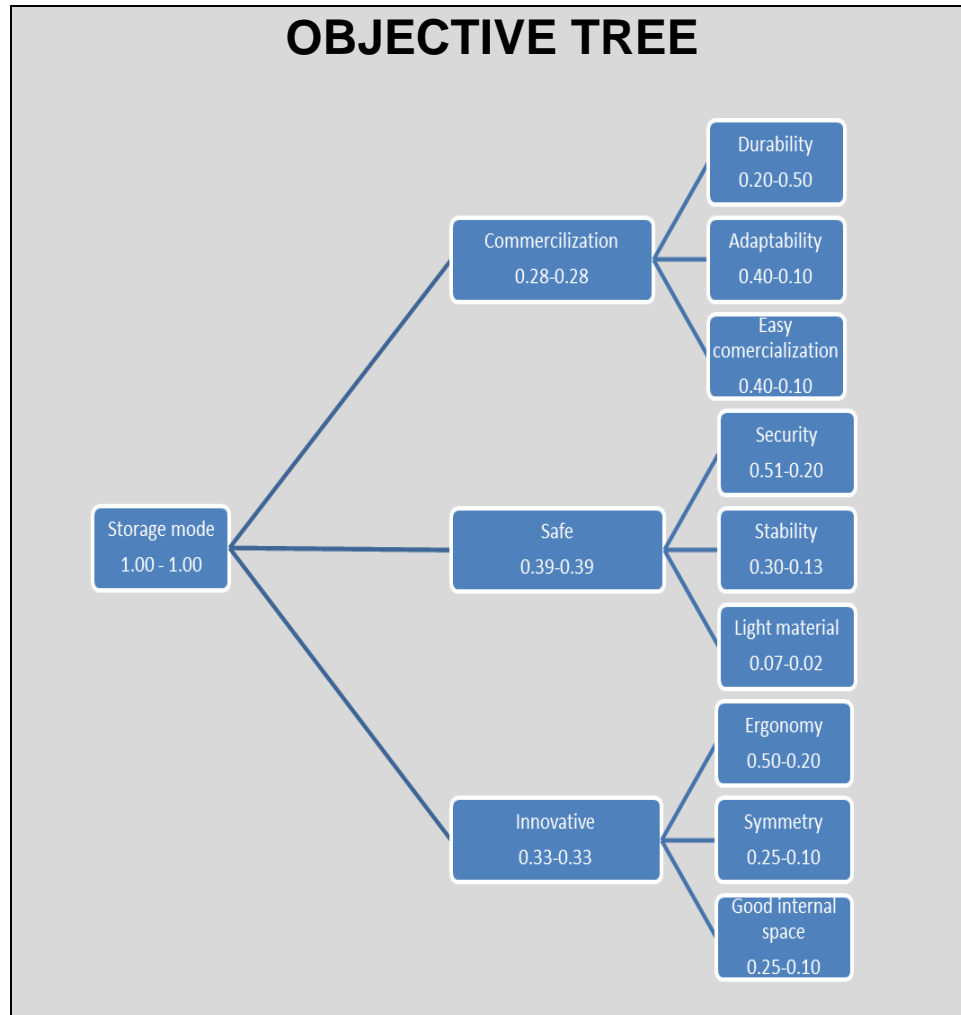 OBJECTIVE TREE
Storage mode
1.00 - 1.00
Commercilization
0.28-0.28
Durability
0.20-0.50
Adaptability
0.40-0.10
Easy
comercialization
0.40-0.10
Safe
0.39-0.39
Security
0.51-0.20
Stability
0.30-0.13
Light material
0.07-0.02
Innovative
0.33-0.33
Ergonomy
0.50-0.20
Symmetry
0.25-0.10
Good internal
space
0.25-0.10